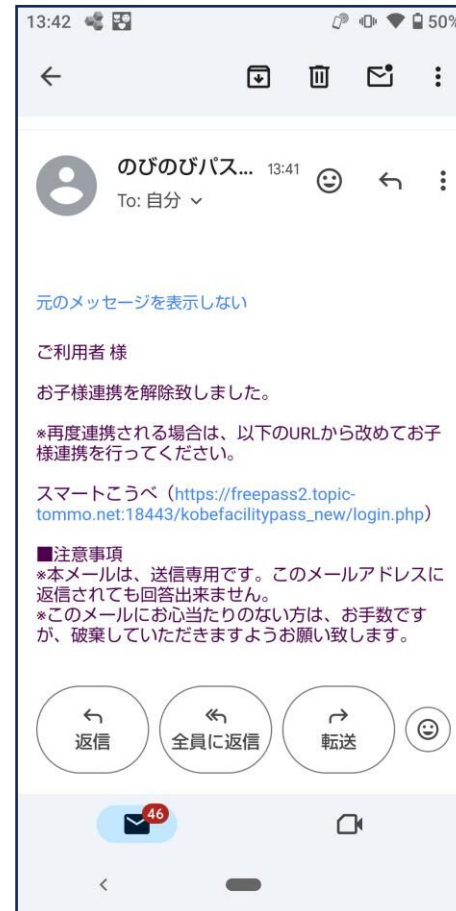 13:42 50%
のびのびパス... 13:41
To: 自分
元のメッセージを表示しない
ご利用者 様
お子様連携を解除致しました。
*再度連携される場合は、以下のURLから改めてお子
様連携を行ってください。
スマートこうべ（https://freepass2.topic-
tommo.net:18443/kobefacilitypass_new/login.php）
■注意事項
*本メールは、送信専用です。このメールアドレスに
返信されても回答出来ません。
*このメールにお心当たりのない方は、お手数です
が、破棄していただきますようお願い致します。
返信 全員に返信 転送
46